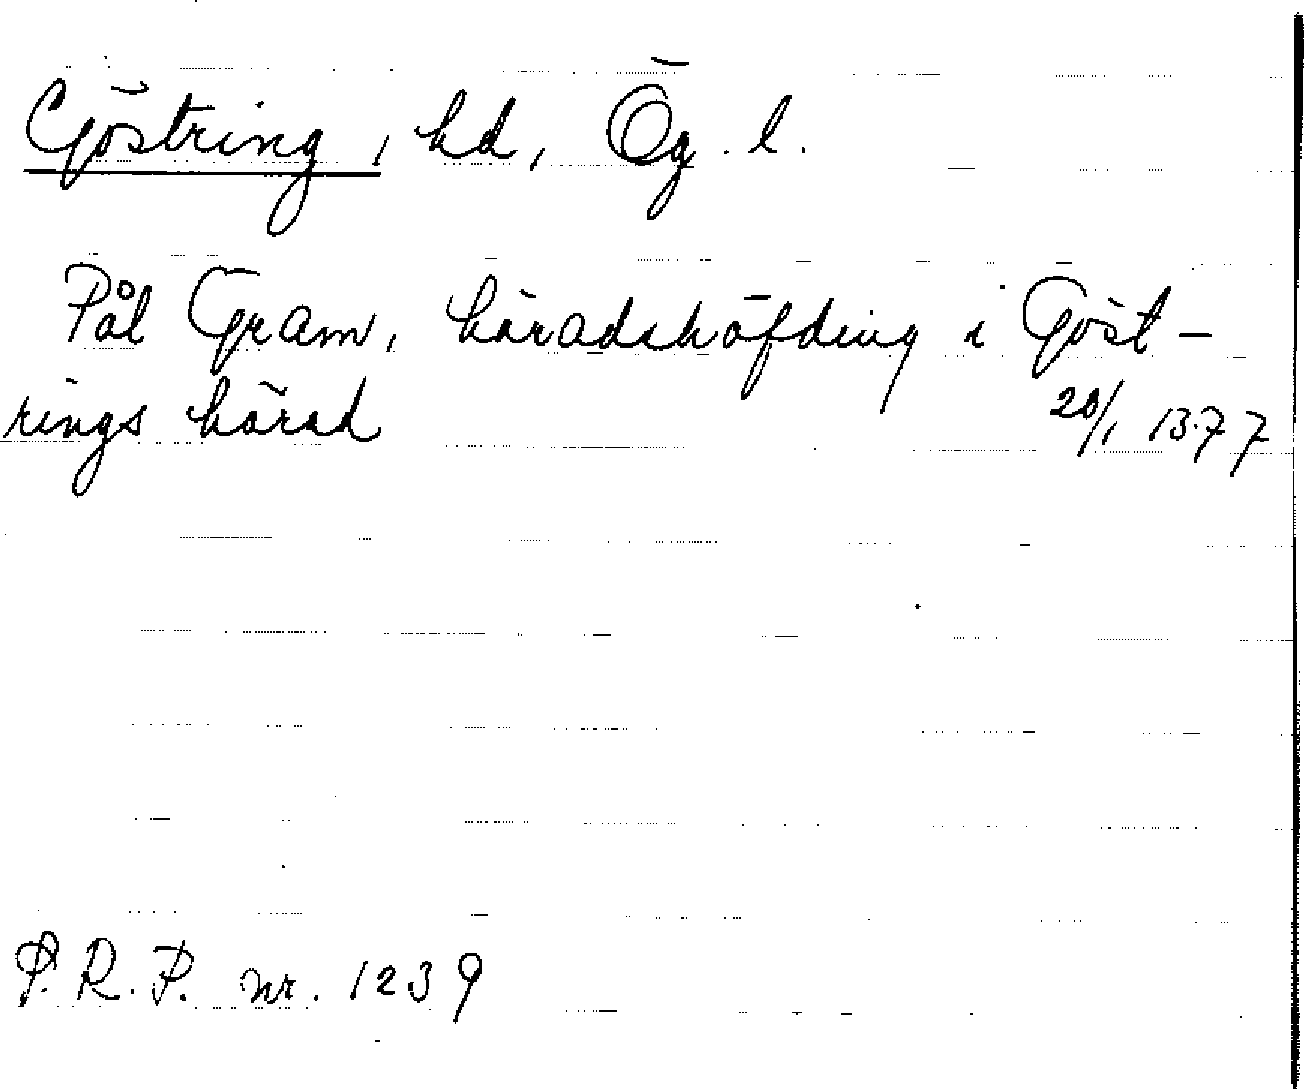 Göstring, hd, Ög. l.
Pål Gram, häradshöfding i Göst-
rings härad 20/1 1377
P. R. P. nr. 1239